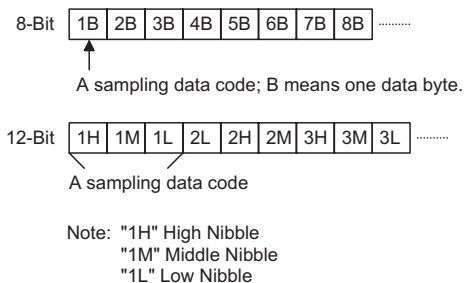 8-Bit 1B 2B 3B 4B 5B 6B 7B 8B ..........
A sampling data code; B means one data byte.
12-Bit 1H 1M 1L 2L 2H 2M 3H 3M 3L ..........
A sampling data code
Note: "1H" High Nibble
"1M" Middle Nibble
"1L" Low Nibble